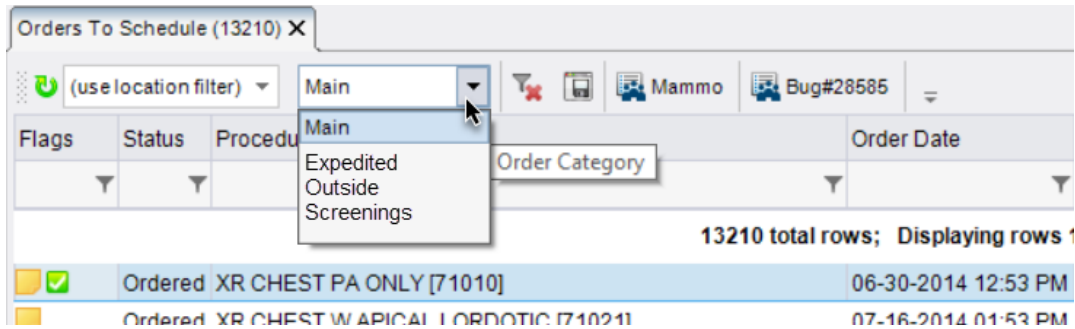 Orders To Schedule (13210)
(use location filter) Main Mammo Bug#28585
Flags Status Procedu Order Date
Main
Expedited
Outside
Screenings
Order Category
13210 total rows; Displaying rows 1
Ordered XR CHEST PA ONLY [71010] 06-30-2014 12:53 PM
Ordered XR CHEST W APICAL LORDOTIC [71021] 07-16-2014 01:53 PM